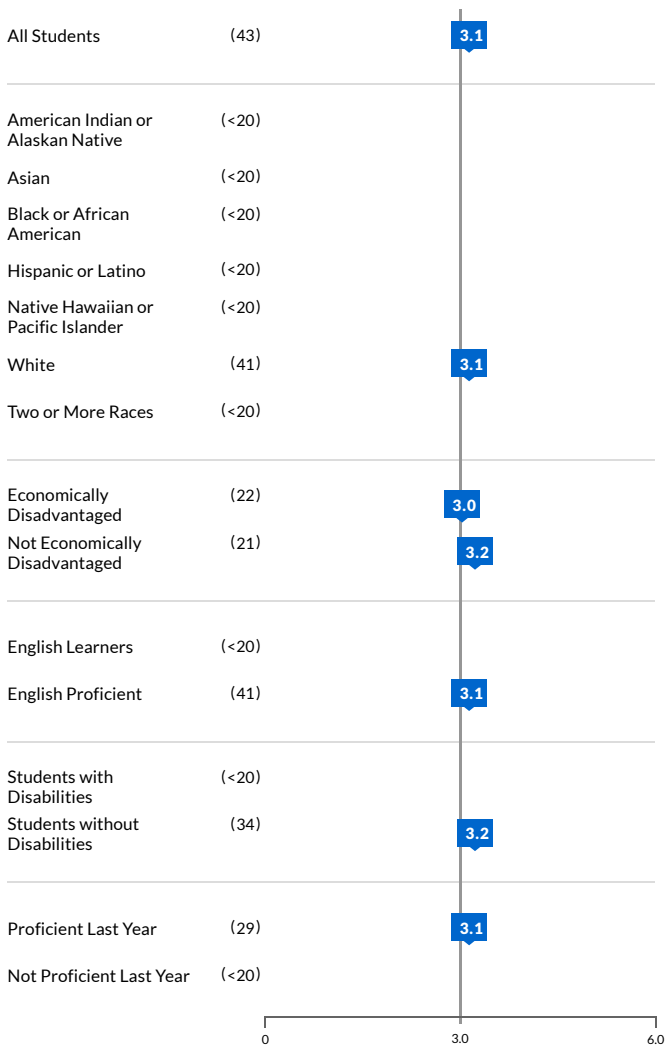 All Students (43) 3.1
American Indian or (<20)
Alaskan Native
Asian (<20)
Black or African (<20)
American
Hispanic or Latino (<20)
Native Hawaiian or (<20)
Pacific Islander
White (41) 3.1
Two or More Races (<20)
Economically (22) 3.0
Disadvantaged
Not Economically (21) 3.2
Disadvantaged
English Learners (<20)
English Proficient (41) 3.1
Students with (<20)
Disabilities
Students without (34) 3.2
Disabilities
Proficient Last Year (29) 3.1
Not Proficient Last Year (<20)
0 3.0 6.0